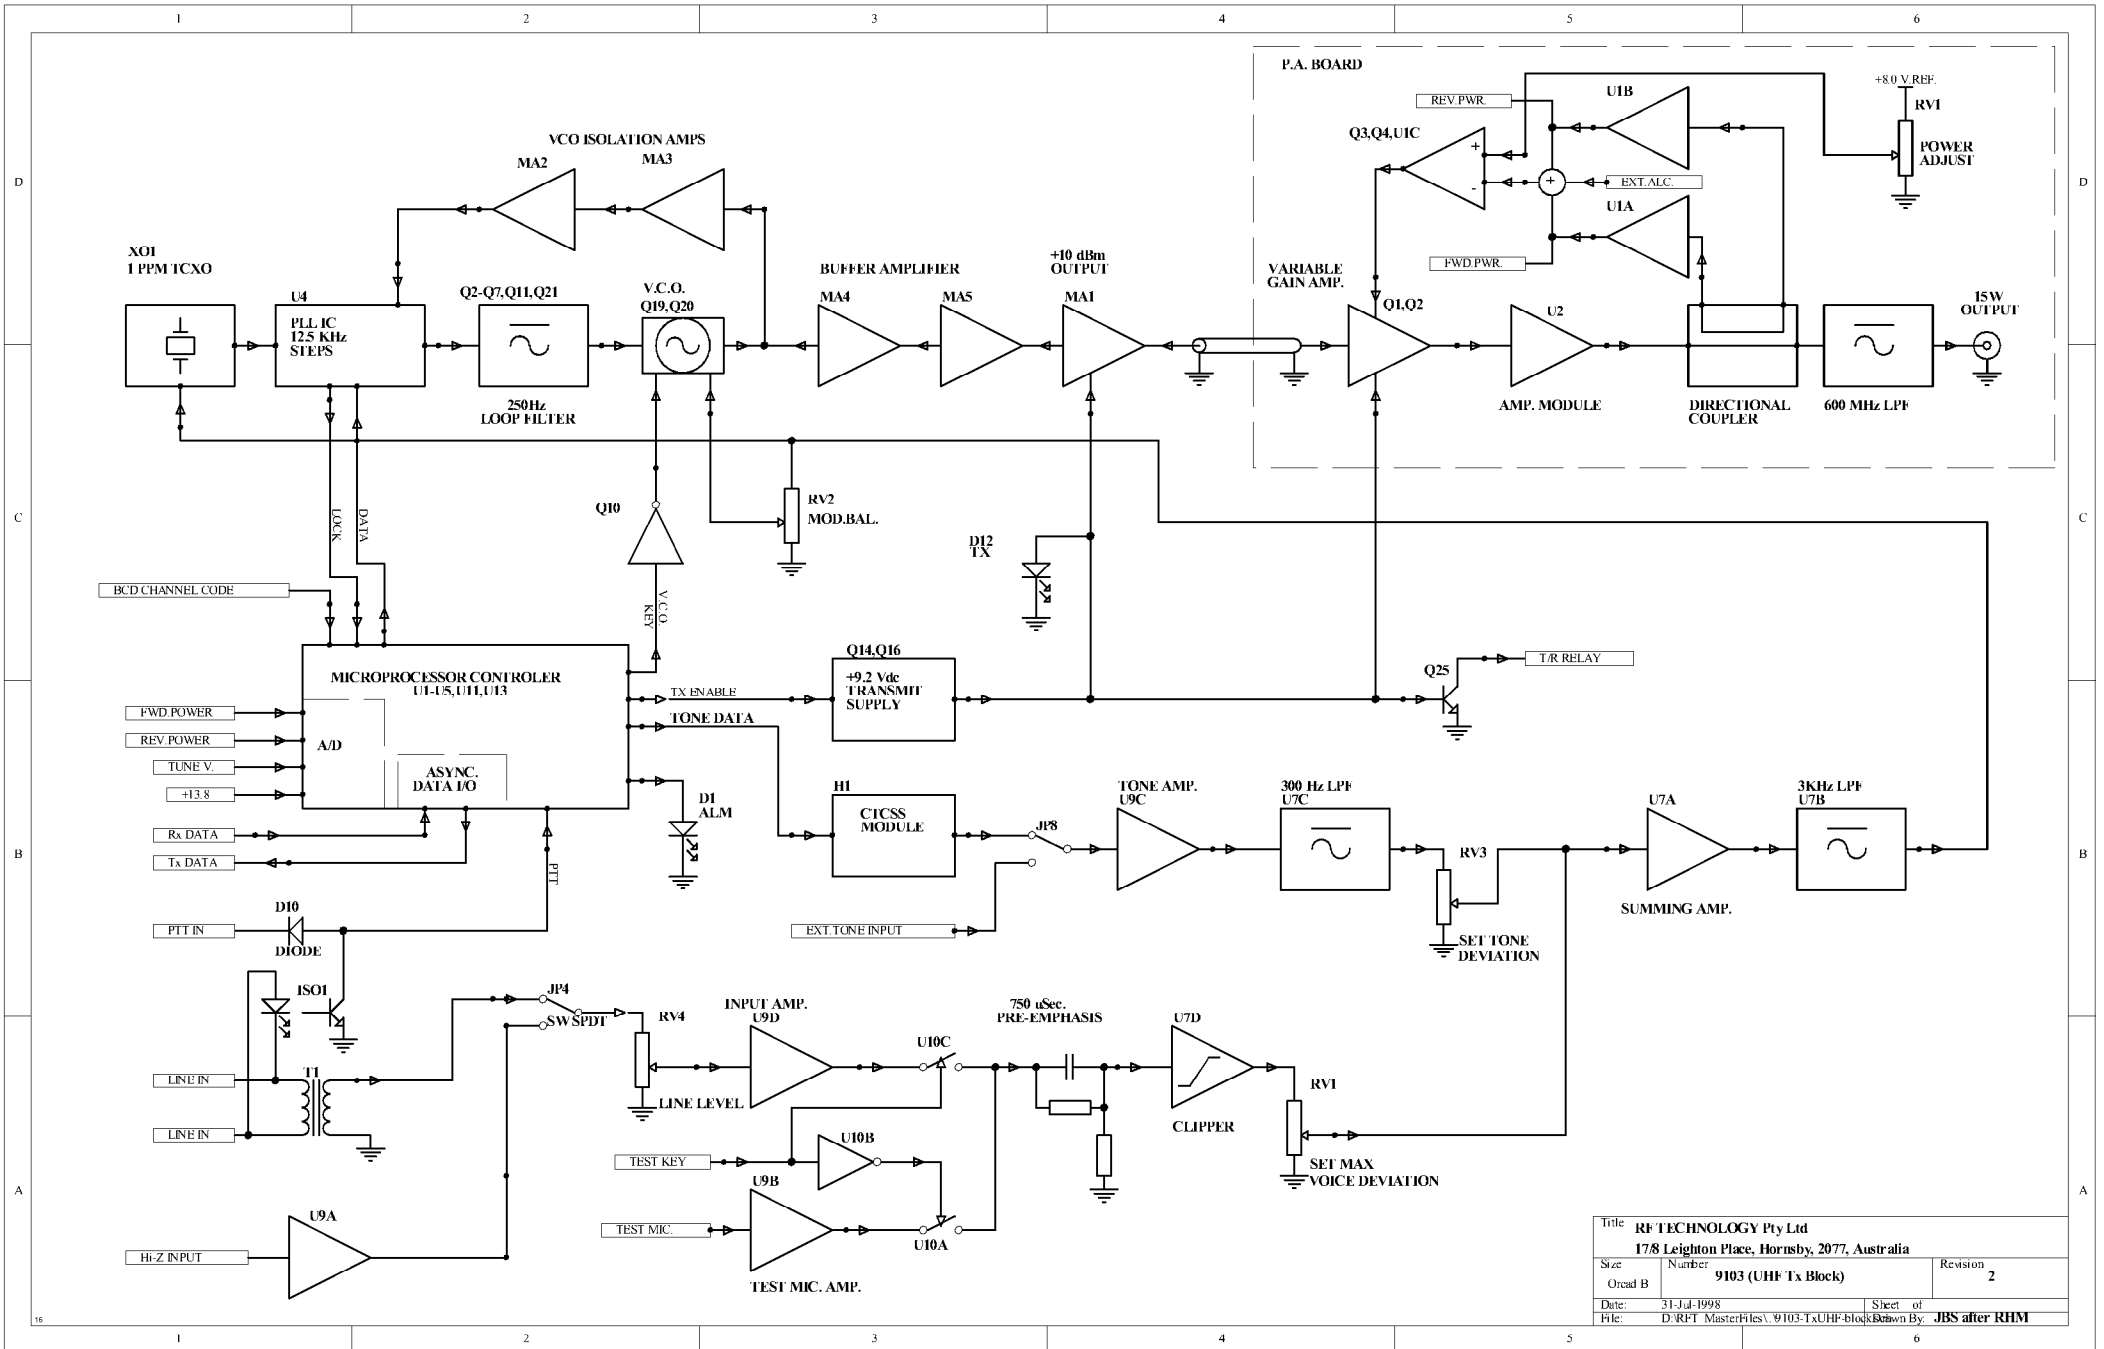 1 2 3 4 5 6
P.A. BOARD
+8.0 V.REF.
RV1
U1B
REV.PWR.
Q3,Q4,U1C
+
POWER
ADJUST
VCO ISOLATION AMPS
MA2
MA3
D
D
-
+
EXT.ALC.
U1A
XO1
1 PPM TCXO
+10 dBm
OUTPUT
BUFFER AMPLIFIER
VARIABLE
GAIN AMP.
FWD.PWR.
U4
Q2-Q7,Q11,Q21
V.C.O.
Q19,Q20
MA4
MA5
MA1
Q1,Q2
U2
15W
OUTPUT
PLL IC
12.5 KHz
STEPS
250Hz
LOOP FILTER
AMP. MODULE
DIRECTIONAL
COUPLER
600 MHz LPF
Q10
RV2
MOD.BAL.
C
C
LOCK
DATA
D12
TX
BCD CHANNEL CODE
V.C.O.
KEY
MICROPROCESSOR CONTROLER
U1-U5,U11,U13
Q14,Q16
+9.2 Vdc
TRANSMIT
SUPPLY
T/R RELAY
Q25
TX ENABLE
TONE DATA
FWD.POWER
REV.POWER
TUNE V.
+13.8
A/D
ASYNC.
DATA I/O
D1
ALM
H1
CTCSS
MODULE
TONE AMP.
U9C
300 Hz LPF
U7C
U7A
3KHz LPF
U7B
Rx DATA
Tx DATA
JP8
RV3
B
B
PTT
D10
PTT IN
DIODE
EXT.TONE INPUT
SUMMING AMP.
SET TONE
DEVIATION
ISO1
JP4
SW SPDT
RV4
INPUT AMP.
U9D
750 uSec.
PRE-EMPHASIS
U7D
U10C
LINE IN
T1
LINE LEVEL
RV1
LINE IN
CLIPPER
U10B
TEST KEY
SET MAX
VOICE DEVIATION
A
A
U9B
U9A
TEST MIC.
U10A
Hi-Z INPUT
TEST MIC. AMP.
Title RF TECHNOLOGY Pty Ltd
17/8 Leighton Place, Hornsby, 2077, Australia
Size Number Revision
Orcad B 9103 (UHF Tx Block) 2
Date: 31-Jul-1998 Sheet of
File: D:\RFT_MasterFiles\..\9103-TxUHF-block Drawn By: JBS after RHM
16
1 2 3 4 5 6